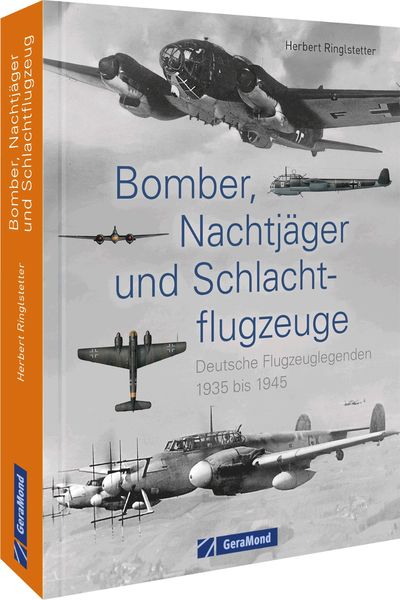 Herbert Ringlstetter
Bomber,
Nachtjäger
und Schlacht-
flugzeuge
Deutsche Flugzeuglegenden
1935 bis 1945
GeraMond
Bomber, Nachtjäger
und Schlachtflugzeug
Herbert Ringlstetter
GeraMond